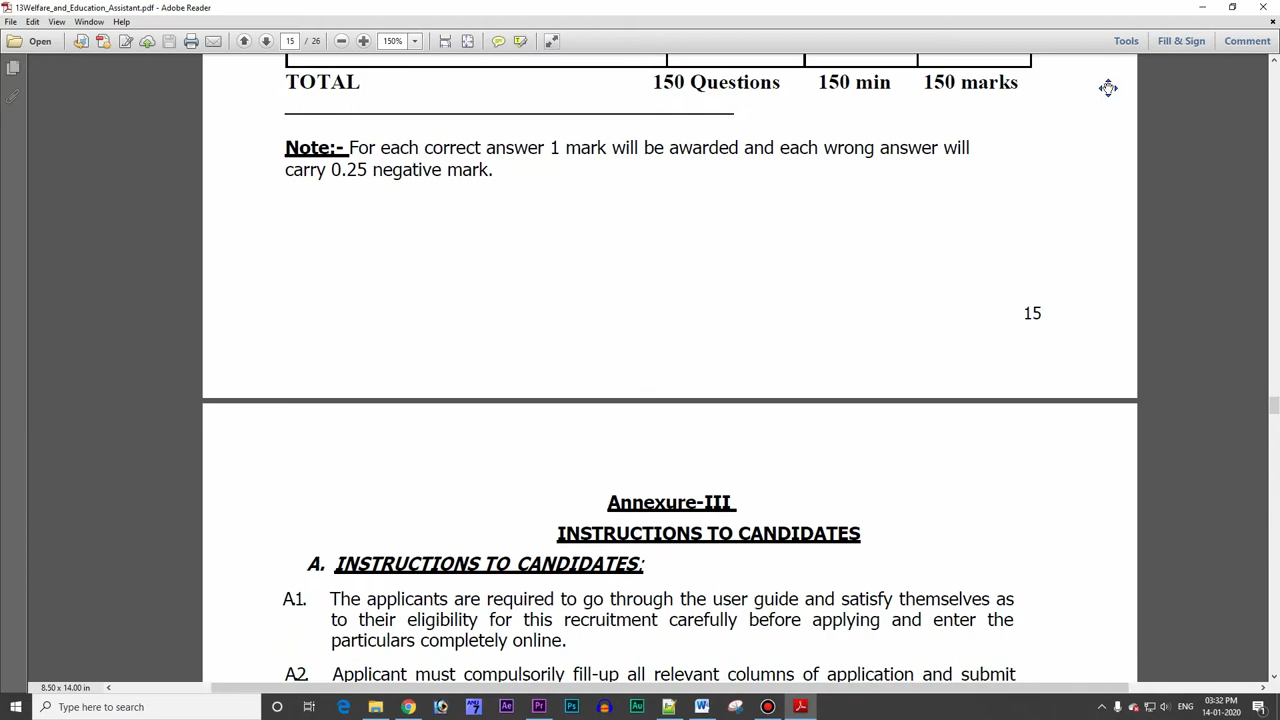 13Welfare_and_Education_Assistant.pdf - Adobe Reader
File Edit View Window Help
Open 15 / 26 150% Tools Fill & Sign Comment
TOTAL 150 Questions 150 min 150 marks
Note:- For each correct answer 1 mark will be awarded and each wrong answer will
carry 0.25 negative mark.
15
Annexure-III
INSTRUCTIONS TO CANDIDATES
A. INSTRUCTIONS TO CANDIDATES:
A1. The applicants are required to go through the user guide and satisfy themselves as
to their eligibility for this recruitment carefully before applying and enter the
particulars completely online.
A2. Applicant must compulsorily fill-up all relevant columns of application and submit
8.50 x 14.00 in
Type here to search
ENG
03:32 PM
14-01-2020